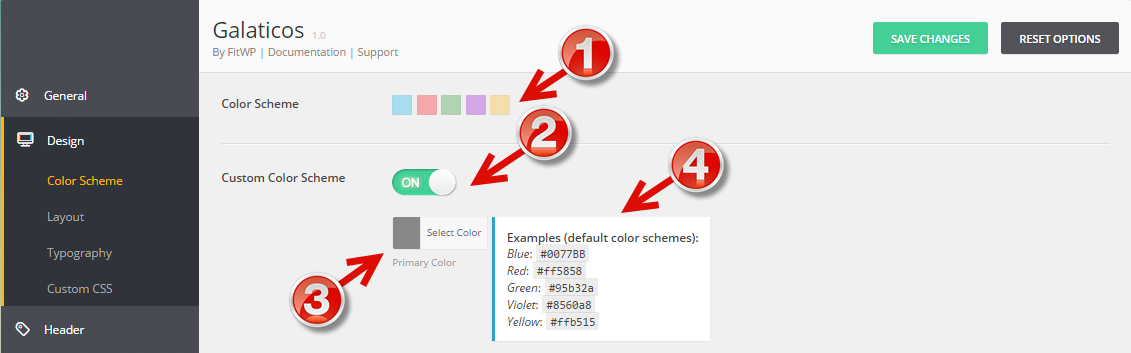 Galaticos 1.0
By FitWP | Documentation | Support
SAVE CHANGES
RESET OPTIONS
General
Design
Color Scheme
Layout
Typography
Custom CSS
Header
Color Scheme
1
Custom Color Scheme
ON
2
Select Color
Primary Color
3
4
Examples (default color schemes):
Blue: #0077BB
Red: #ff5858
Green: #95b32a
Violet: #8560a8
Yellow: #ffb515